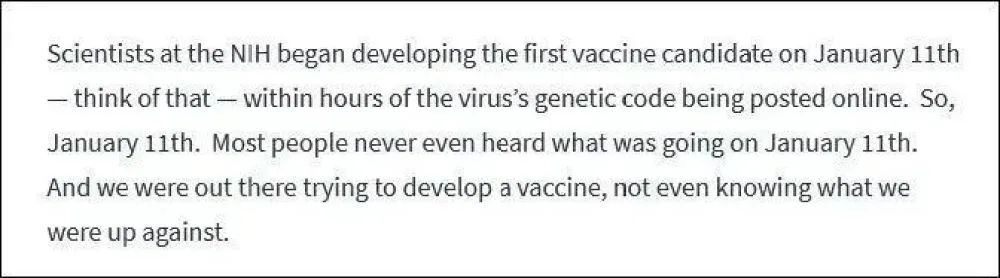 Scientists at the NIH began developing the first vaccine candidate on January 11th
— think of that — within hours of the virus’s genetic code being posted online.  So,
January 11th.  Most people never even heard what was going on January 11th.
And we were out there trying to develop a vaccine, not even knowing what we
were up against.